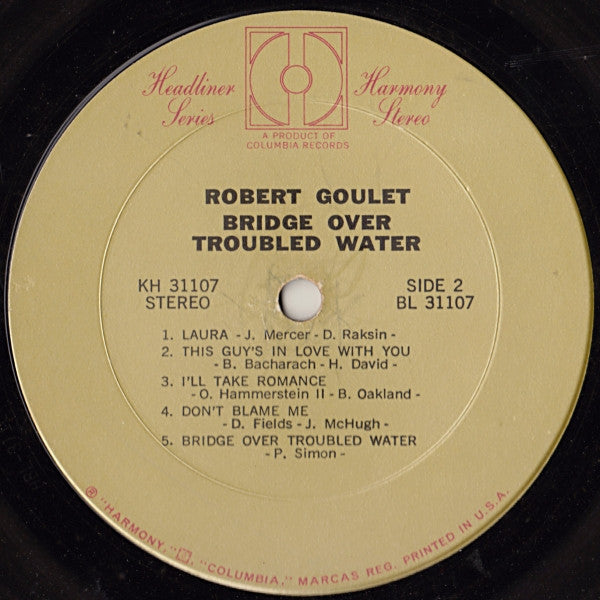 Headliner Harmony
Series Stereo
A PRODUCT OF
COLUMBIA RECORDS
ROBERT GOULET
BRIDGE OVER
TROUBLED WATER
KH 31107 SIDE 2
STEREO BL 31107
1. LAURA - J. Mercer - D. Raksin -
2. THIS GUY'S IN LOVE WITH YOU
- B. Bacharach - H. David -
3. I'LL TAKE ROMANCE
- O. Hammerstein II - B. Oakland -
4. DON'T BLAME ME
- D. Fields - J. McHugh -
5. BRIDGE OVER TROUBLED WATER
- P. Simon -
® "HARMONY," "COLUMBIA," MARCAS REG. PRINTED IN U.S.A.